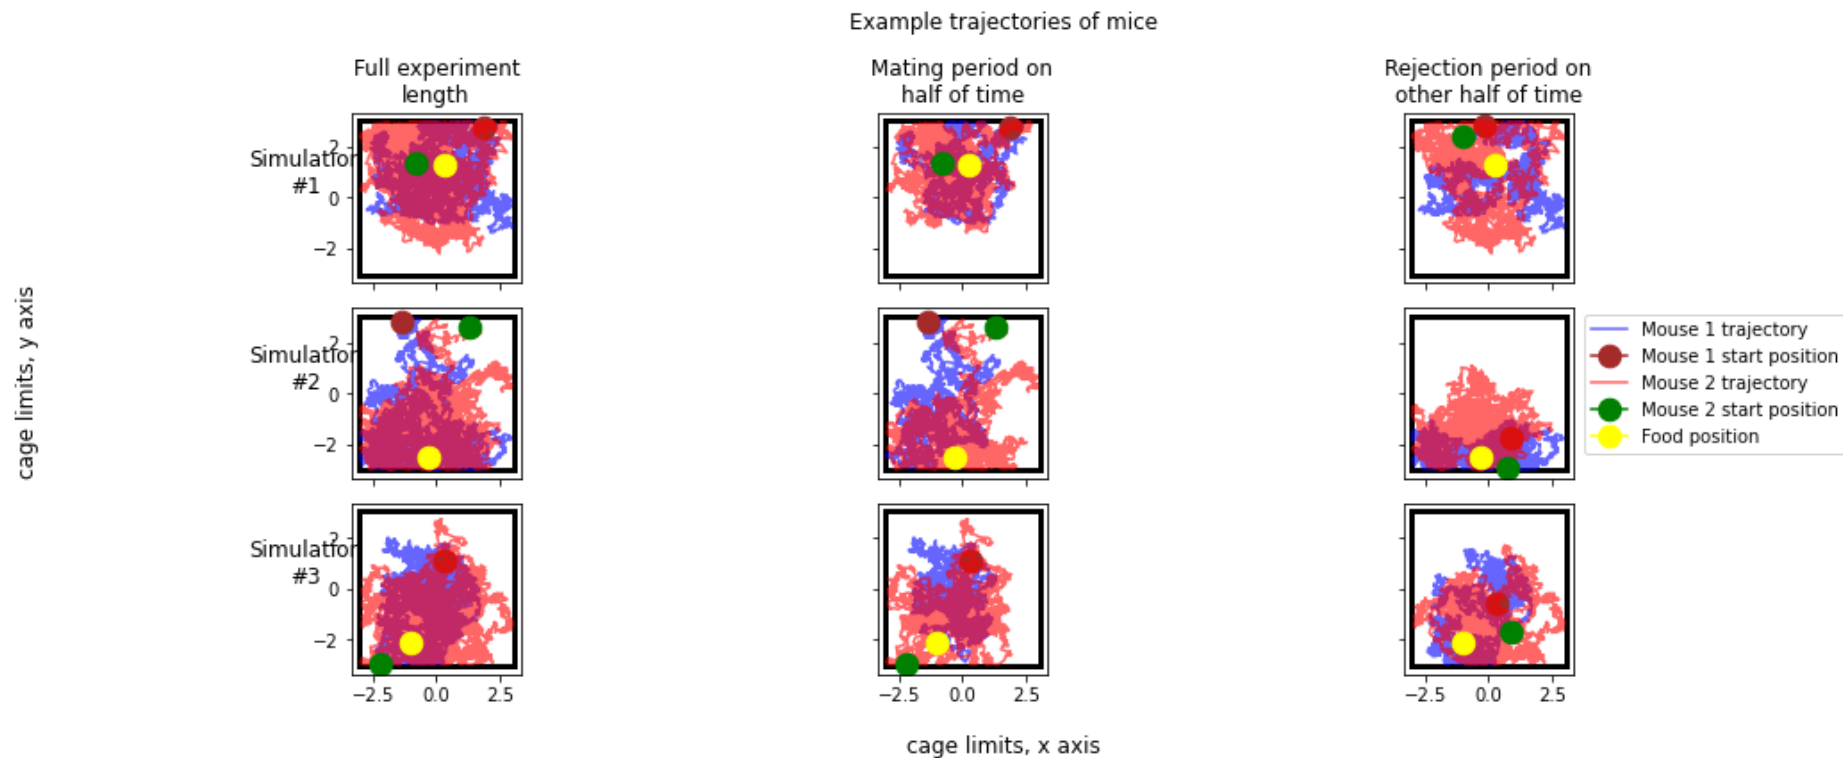 Example trajectories of mice
Full experiment
length
Mating period on
half of time
Rejection period on
other half of time
Simulation
#1
2
0
−2
Simulation
#2
2
0
−2
Simulation
#3
2
0
−2
−2.5 0.0 2.5
−2.5 0.0 2.5
−2.5 0.0 2.5
Mouse 1 trajectory
Mouse 1 start position
Mouse 2 trajectory
Mouse 2 start position
Food position
cage limits, y axis
cage limits, x axis